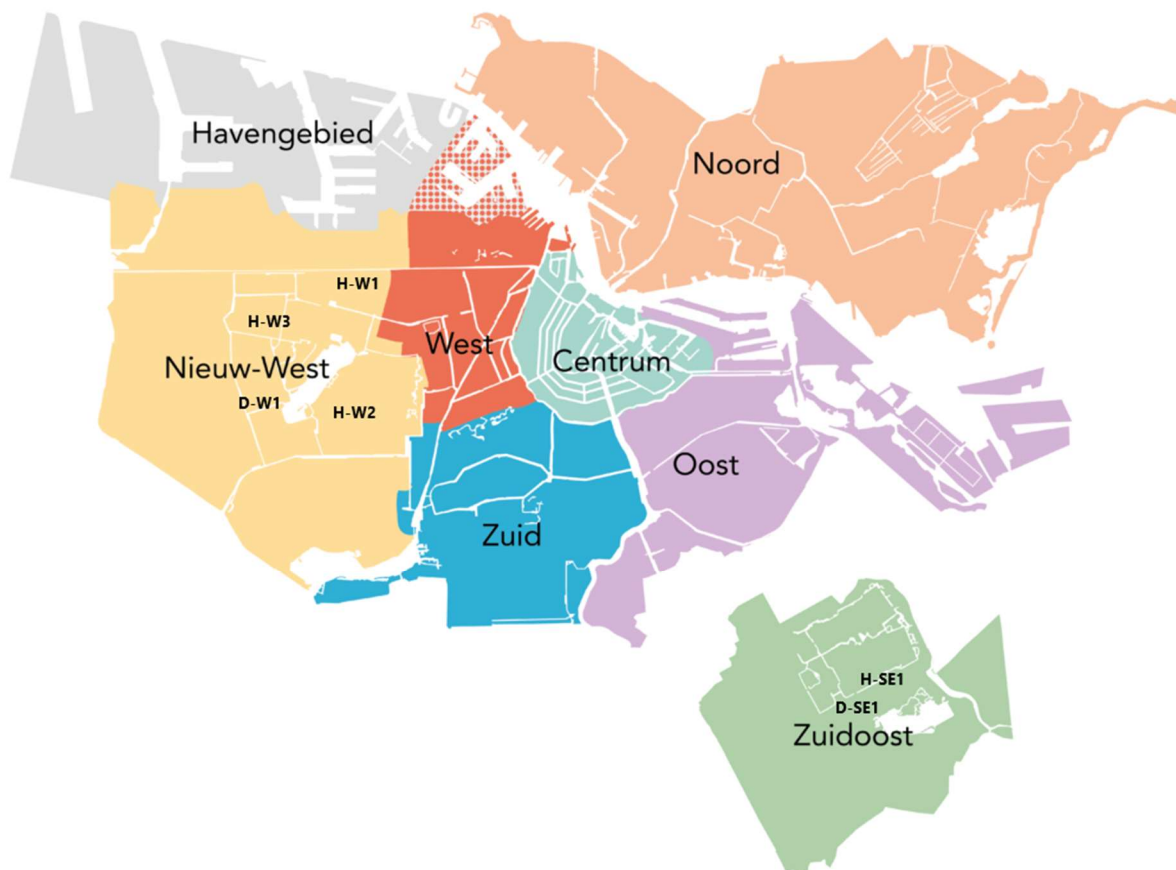 Havengebied
Noord
H-W1
H-W3
West
Centrum
Nieuw-West
D-W1
H-W2
Oost
Zuid
H-SE1
D-SE1
Zuidoost